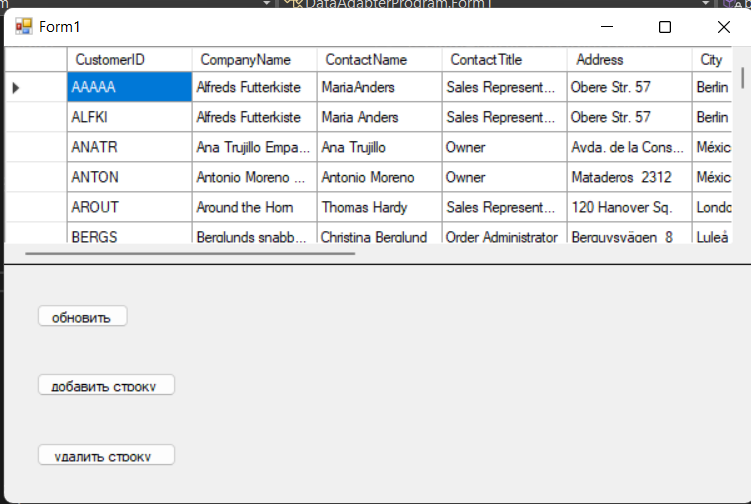 DataAdapterProgram.Form1
Form1
CustomerID CompanyName ContactName ContactTitle Address City
AAAAA Alfreds Futterkiste MariaAnders Sales Represent... Obere Str. 57 Berlin
ALFKI Alfreds Futterkiste Maria Anders Sales Represent... Obere Str. 57 Berlin
ANATR Ana Trujillo Empa... Ana Trujillo Owner Avda. de la Cons... Méxic
ANTON Antonio Moreno ... Antonio Moreno Owner Mataderos 2312 Méxic
AROUT Around the Horn Thomas Hardy Sales Represent... 120 Hanover Sq. Londo
BERGS Berglunds snabb... Christina Berglund Order Administrator Berguvsvägen 8 Luleå
обновить
добавить строку
удалить строку